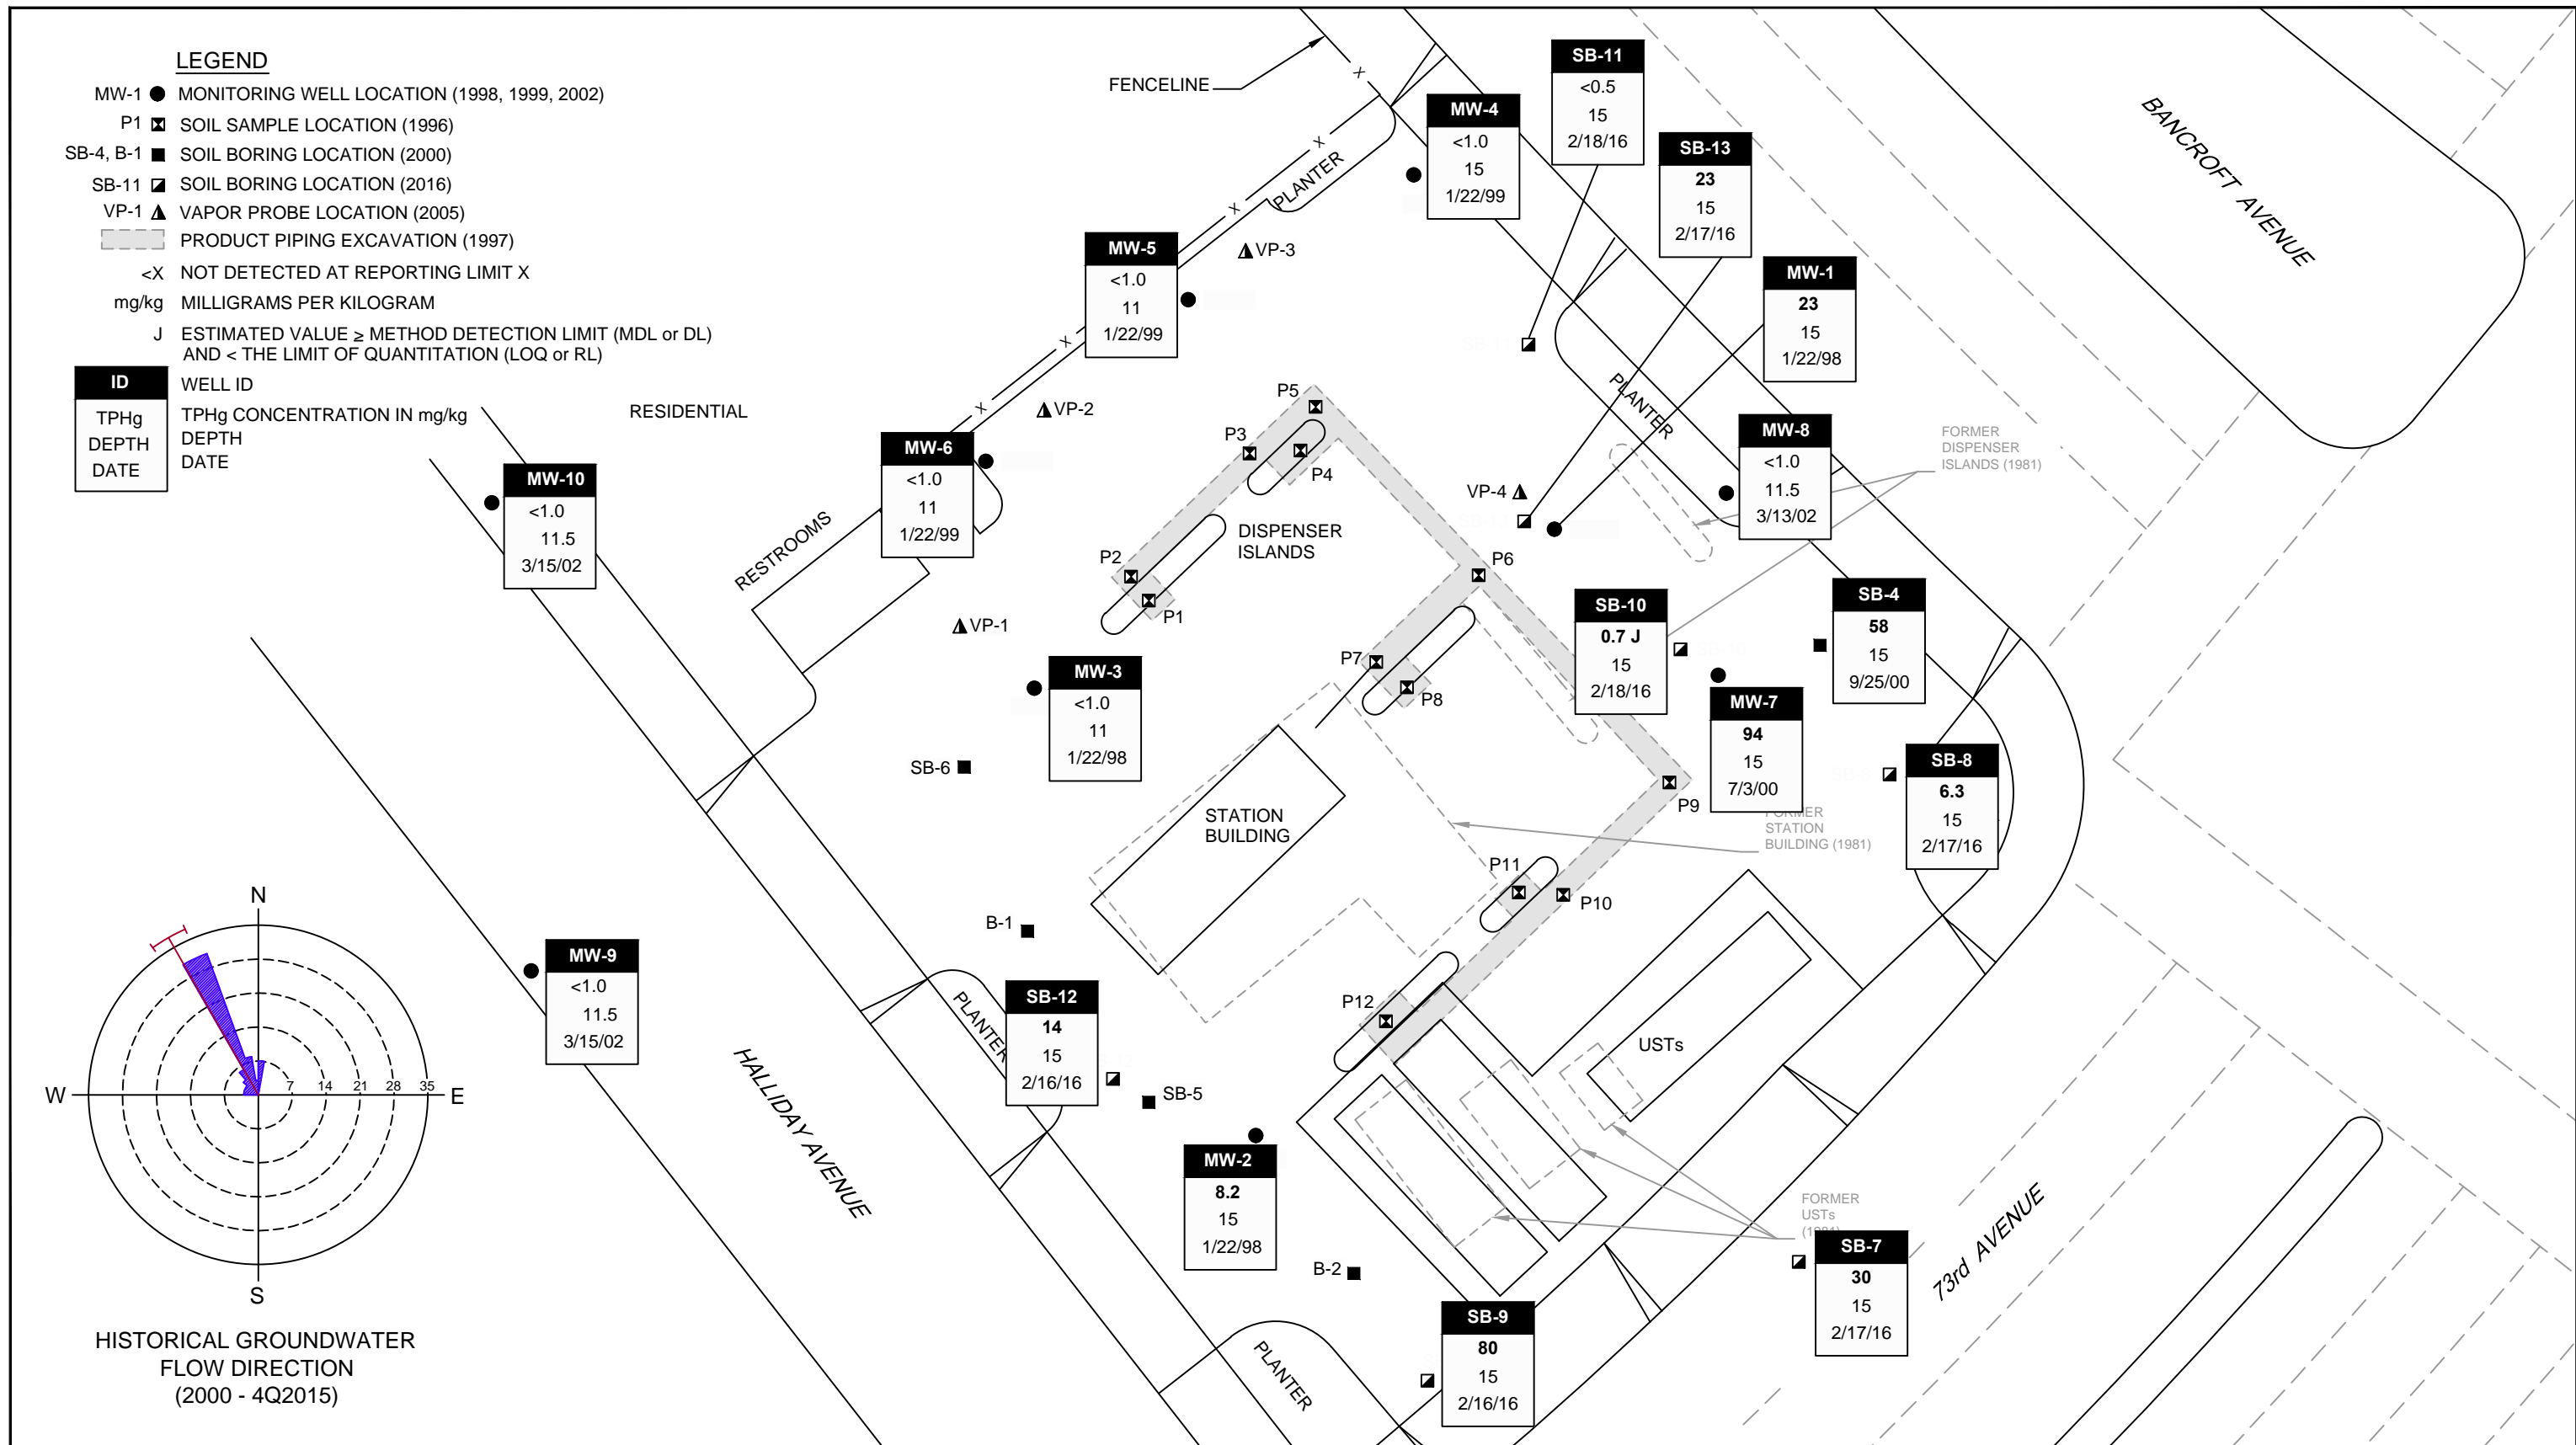 LEGEND
MW-1 MONITORING WELL LOCATION (1998, 1999, 2002)
P1 SOIL SAMPLE LOCATION (1996)
SB-4, B-1 SOIL BORING LOCATION (2000)
SB-11 SOIL BORING LOCATION (2016)
VP-1 VAPOR PROBE LOCATION (2005)
PRODUCT PIPING EXCAVATION (1997)
<X NOT DETECTED AT REPORTING LIMIT X
mg/kg MILLIGRAMS PER KILOGRAM
J ESTIMATED VALUE ≥ METHOD DETECTION LIMIT (MDL or DL)
AND < THE LIMIT OF QUANTITATION (LOQ or RL)
ID WELL ID
TPHg TPHg CONCENTRATION IN mg/kg
DEPTH DEPTH
DATE DATE
FENCELINE
X
X
X
X
X
PLANTER
RESIDENTIAL
SB-11
<0.5
15
2/18/16
MW-4
<1.0
15
1/22/99
SB-13
23
15
2/17/16
MW-1
23
15
1/22/98
BANCROFT AVENUE
MW-5
<1.0
11
1/22/99
VP-3
VP-2
MW-6
<1.0
11
1/22/99
MW-10
<1.0
11.5
3/15/02
RESTROOMS
P5
P3
P4
PLANTER
MW-8
<1.0
11.5
3/13/02
FORMER
DISPENSER
ISLANDS (1981)
VP-4
DISPENSER
ISLANDS
P2
P1
P6
VP-1
SB-10
0.7 J
15
2/18/16
SB-4
58
15
9/25/00
MW-3
<1.0
11
1/22/98
P7
P8
MW-7
94
15
7/3/00
SB-6
SB-8
6.3
15
2/17/16
P9
STATION
BUILDING
FORMER
STATION
BUILDING (1981)
P11
P10
B-1
MW-9
<1.0
11.5
3/15/02
SB-12
14
15
2/16/16
PLANTER
P12
USTs
SB-5
HALLIDAY AVENUE
MW-2
8.2
15
1/22/98
B-2
FORMER
USTs
(1981)
SB-7
30
15
2/17/16
73rd AVENUE
SB-9
80
15
2/16/16
PLANTER
N
W
7 14 21 28 35
E
S
HISTORICAL GROUNDWATER
FLOW DIRECTION
(2000 - 4Q2015)